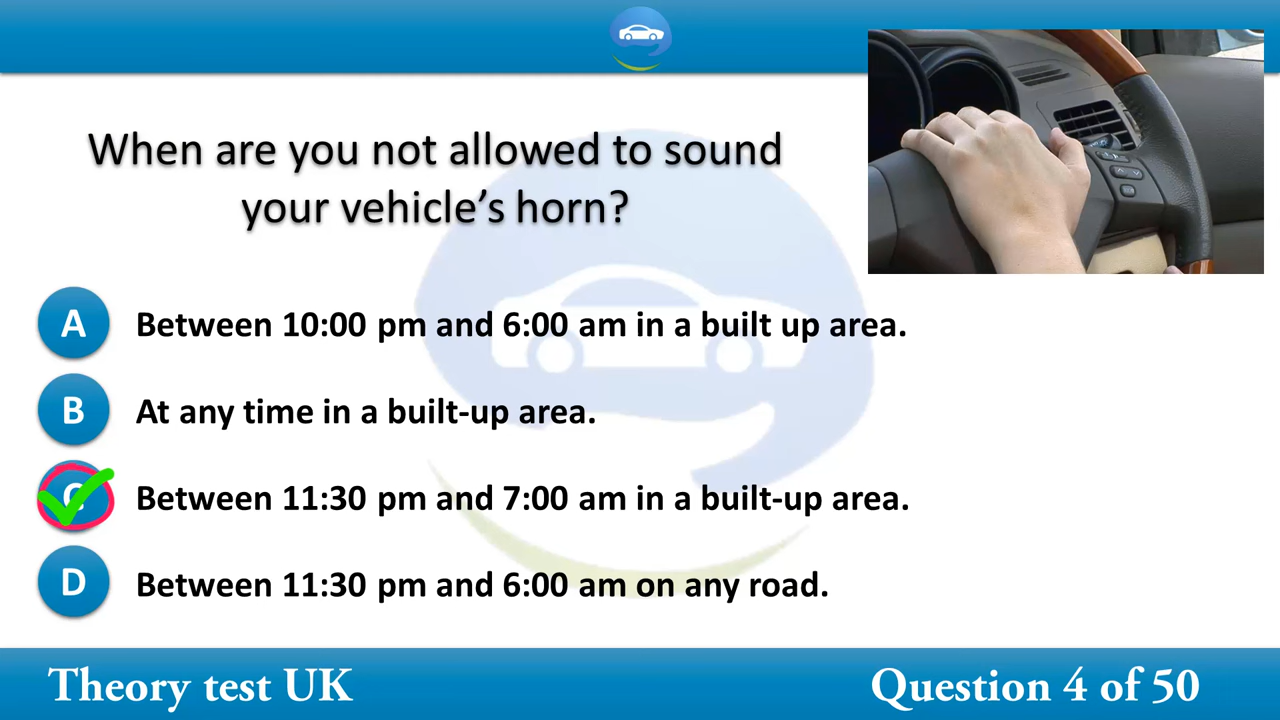 When are you not allowed to sound
your vehicle’s horn?
A Between 10:00 pm and 6:00 am in a built up area.
B At any time in a built-up area.
C Between 11:30 pm and 7:00 am in a built-up area.
D Between 11:30 pm and 6:00 am on any road.
Theory test UK Question 4 of 50